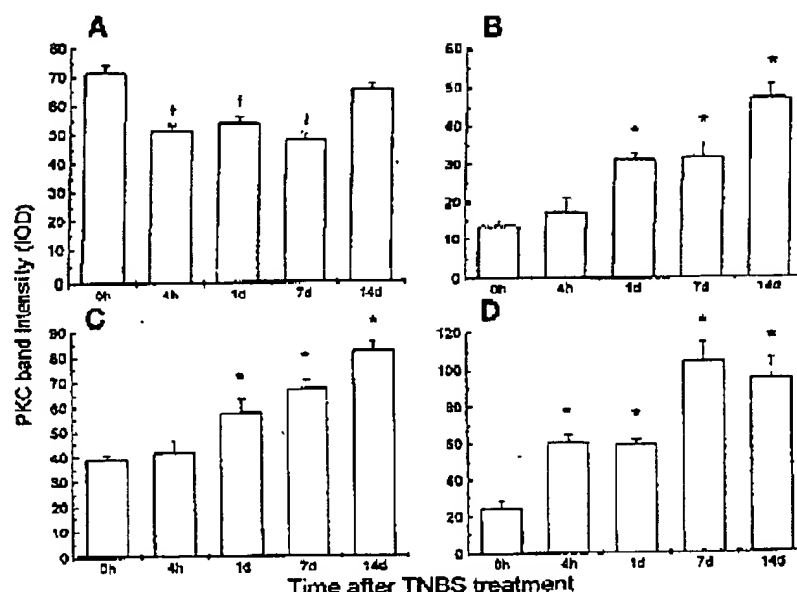 A
80
70
60
50
40
30
20
10
0
† † †
0h 4h 1d 7d 14d
B
60
50
40
30
20
10
0
* * *
0h 4h 1d 7d 14d
PKC band Intensity (IOD)
C
90
80
70
60
50
40
30
20
10
0
* * *
0h 4h 1d 7d 14d
D
120
100
80
60
40
20
0
* * * *
0h 4h 1d 7d 14d
Time after TNBS treatment